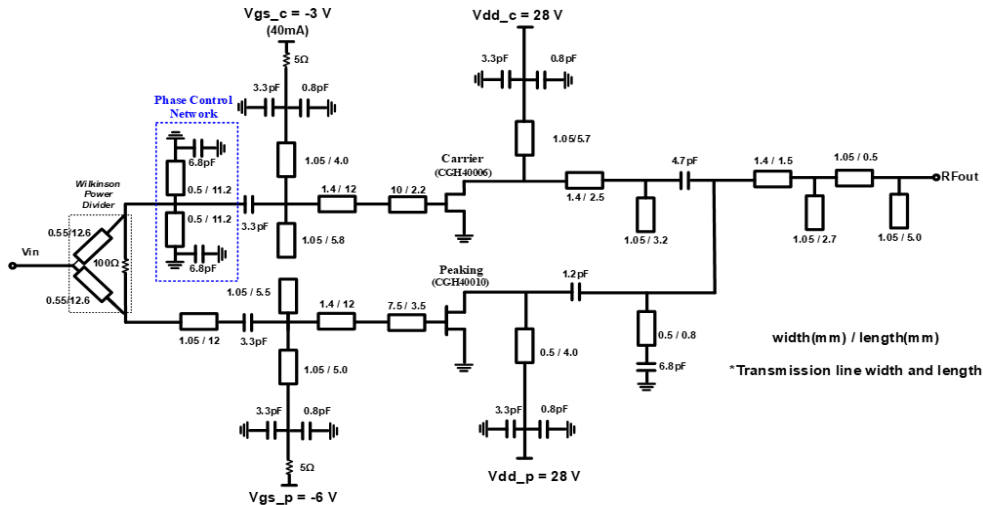 Vgs_c = -3 V
(40mA)
5Ω
3.3pF
0.8pF
Vdd_c = 28 V
3.3pF
0.8pF
Phase Control
Network
6.8pF
0.5 / 11.2
0.5 / 11.2
6.8pF
1.05 / 4.0
1.05/5.7
Carrier
(CGH40006)
4.7pF
1.4 / 1.5
1.05 / 0.5
RFout
Wilkinson
Power
Divider
0.55/12.6
100Ω
0.55/12.6
Vin
3.3pF
1.4 / 12
10 / 2.2
1.05 / 5.8
1.4 / 2.5
1.05 / 3.2
1.05 / 2.7
1.05 / 5.0
Peaking
(CGH40010)
1.2pF
1.05 / 5.5
1.4 / 12
7.5 / 3.5
1.05 / 12
3.3pF
0.5 / 4.0
0.5 / 0.8
6.8pF
1.05 / 5.0
width(mm) / length(mm)
*Transmission line width and length
3.3pF
0.8pF
5Ω
Vgs_p = -6 V
3.3pF
0.8pF
Vdd_p = 28 V